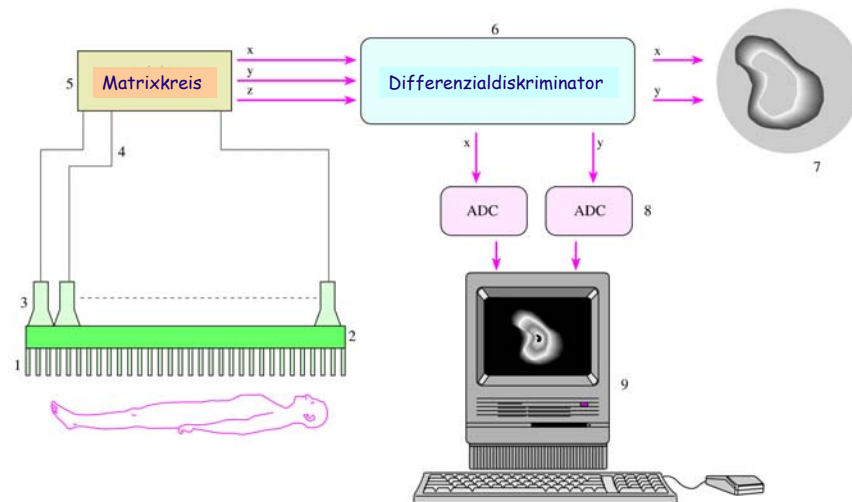 6
x
x
5
Matrixkreis
y
Differenzialdiskriminator
z
y
4
x
y
7
ADC
ADC
8
3
2
1
9